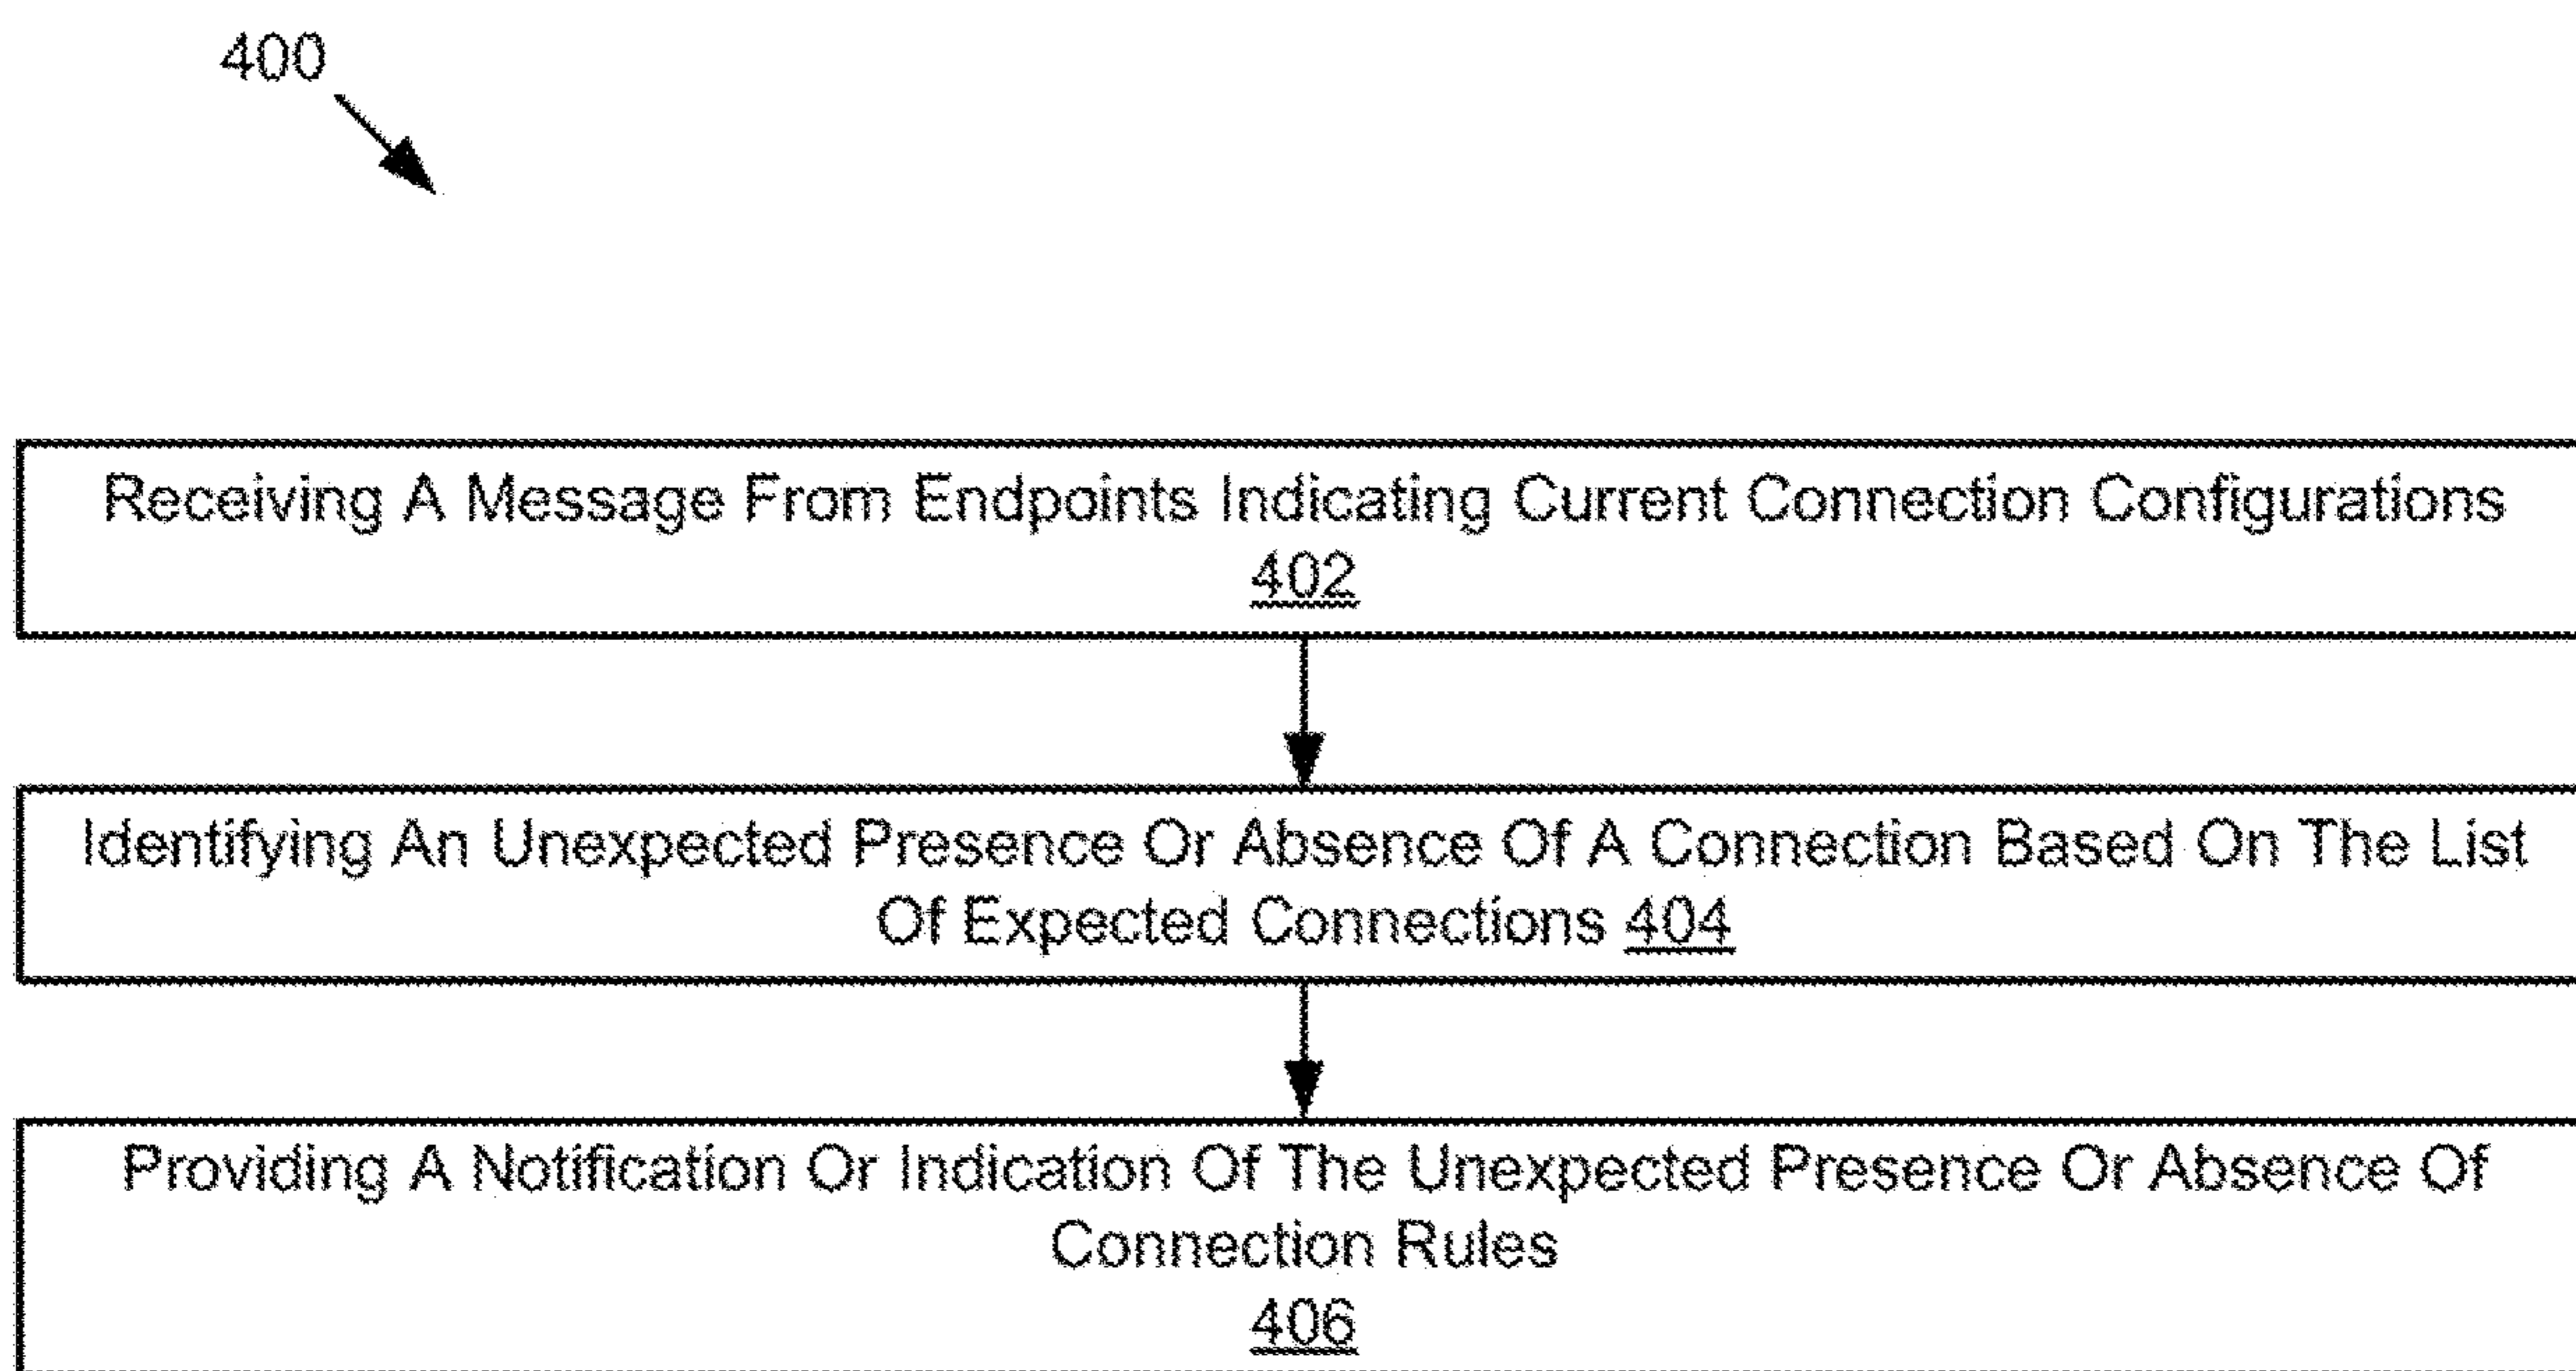 400
Receiving A Message From Endpoints Indicating Current Connection Configurations
402
Identifying An Unexpected Presence Or Absence Of A Connection Based On The List
Of Expected Connections 404
Providing A Notification Or Indication Of The Unexpected Presence Or Absence Of
Connection Rules
406